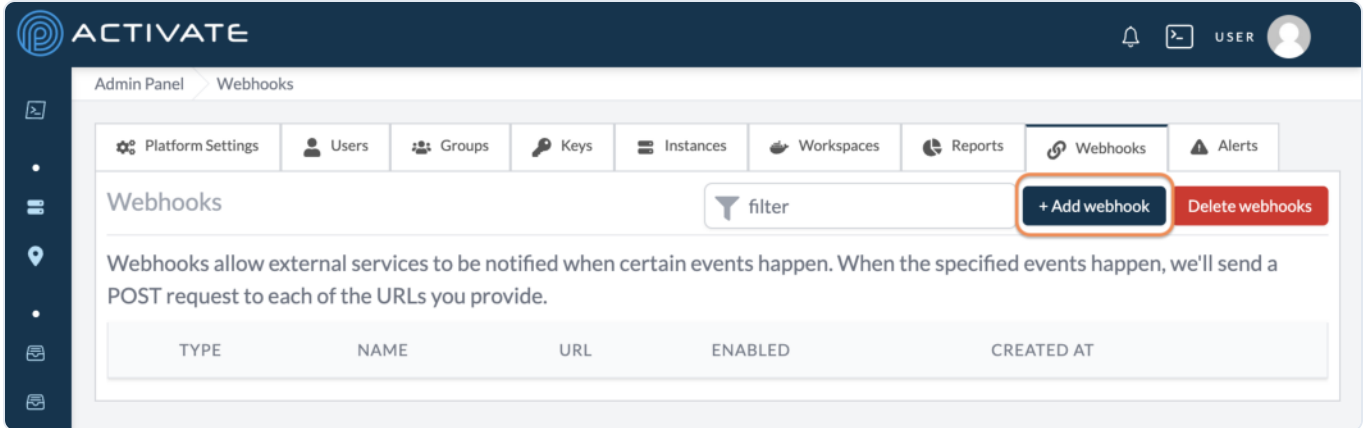 ACTIVATE
USER
Admin Panel Webhooks
Platform Settings Users Groups Keys Instances Workspaces Reports Webhooks Alerts
Webhooks filter + Add webhook Delete webhooks
Webhooks allow external services to be notified when certain events happen. When the specified events happen, we'll send a
POST request to each of the URLs you provide.
TYPE NAME URL ENABLED CREATED AT